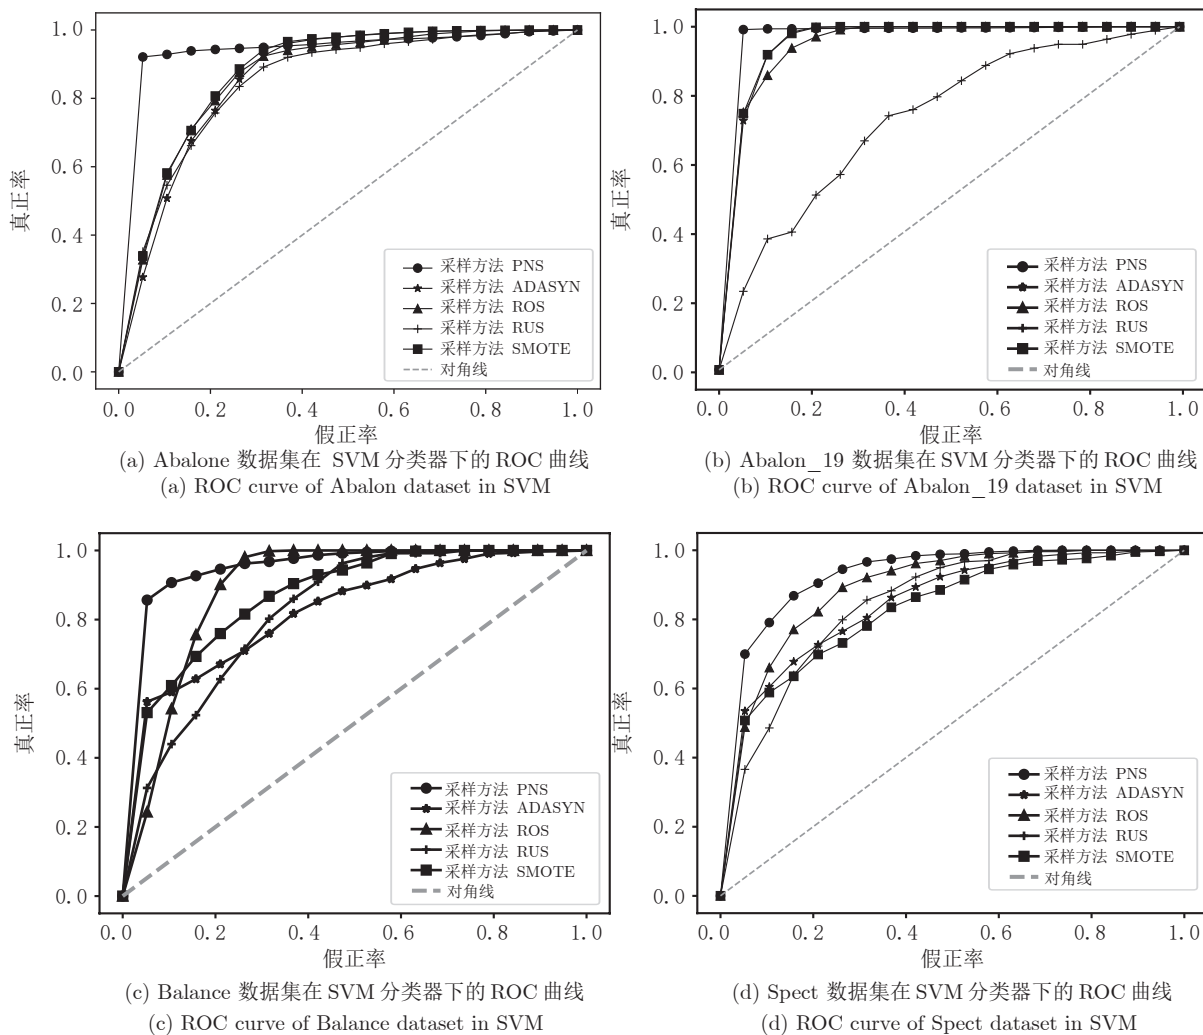 1.0
0.8
0.6
0.4
0.2
0.0
真正率
采样方法 PNS
采样方法 ADASYN
采样方法 ROS
采样方法 RUS
采样方法 SMOTE
对角线
0.0 0.2 0.4 0.6 0.8 1.0
假正率
(a) Abalone 数据集在 SVM 分类器下的 ROC 曲线
(a) ROC curve of Abalon dataset in SVM
1.0
0.8
0.6
0.4
0.2
0.0
真正率
采样方法 PNS
采样方法 ADASYN
采样方法 ROS
采样方法 RUS
采样方法 SMOTE
对角线
0.0 0.2 0.4 0.6 0.8 1.0
假正率
(b) Abalon_19 数据集在 SVM 分类器下的 ROC 曲线
(b) ROC curve of Abalon_19 dataset in SVM
1.0
0.8
0.6
0.4
0.2
0.0
真正率
采样方法 PNS
采样方法 ADASYN
采样方法 ROS
采样方法 RUS
采样方法 SMOTE
对角线
0.0 0.2 0.4 0.6 0.8 1.0
假正率
(c) Balance 数据集在 SVM 分类器下的 ROC 曲线
(c) ROC curve of Balance dataset in SVM
1.0
0.8
0.6
0.4
0.2
0.0
真正率
采样方法 PNS
采样方法 ADASYN
采样方法 ROS
采样方法 RUS
采样方法 SMOTE
对角线
0.0 0.2 0.4 0.6 0.8 1.0
假正率
(d) Spect 数据集在 SVM 分类器下的 ROC 曲线
(d) ROC curve of Spect dataset in SVM